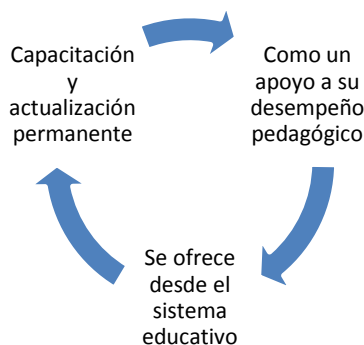 Capacitación
y
actualización
permanente
Como un
apoyo a su
desempeño
pedagógico
Se ofrece
desde el
sistema
educativo